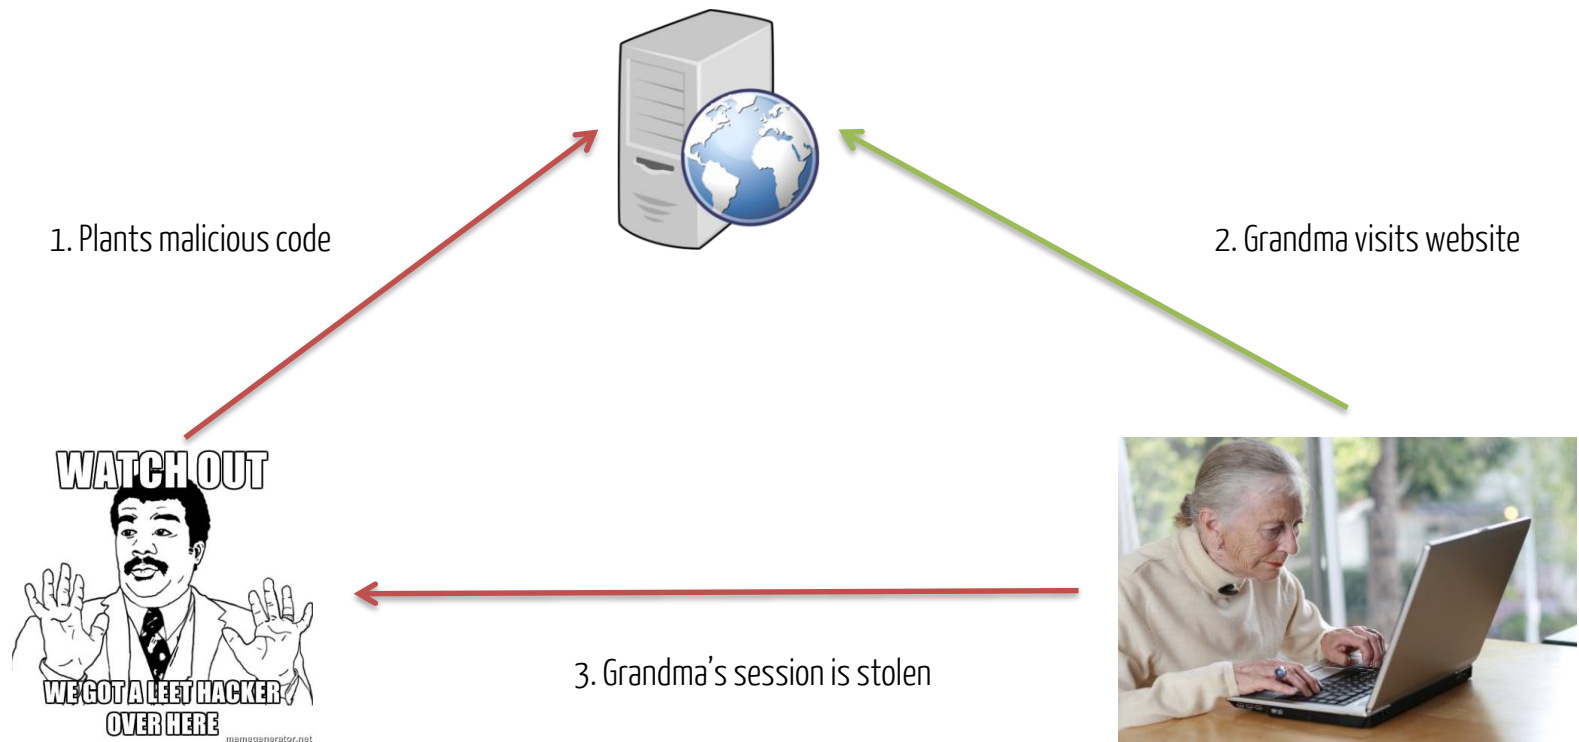 1. Plants malicious code
2. Grandma visits website
WATCH OUT
WE GOT A LEET HACKER
OVER HERE
memegenerator.net
3. Grandma's session is stolen